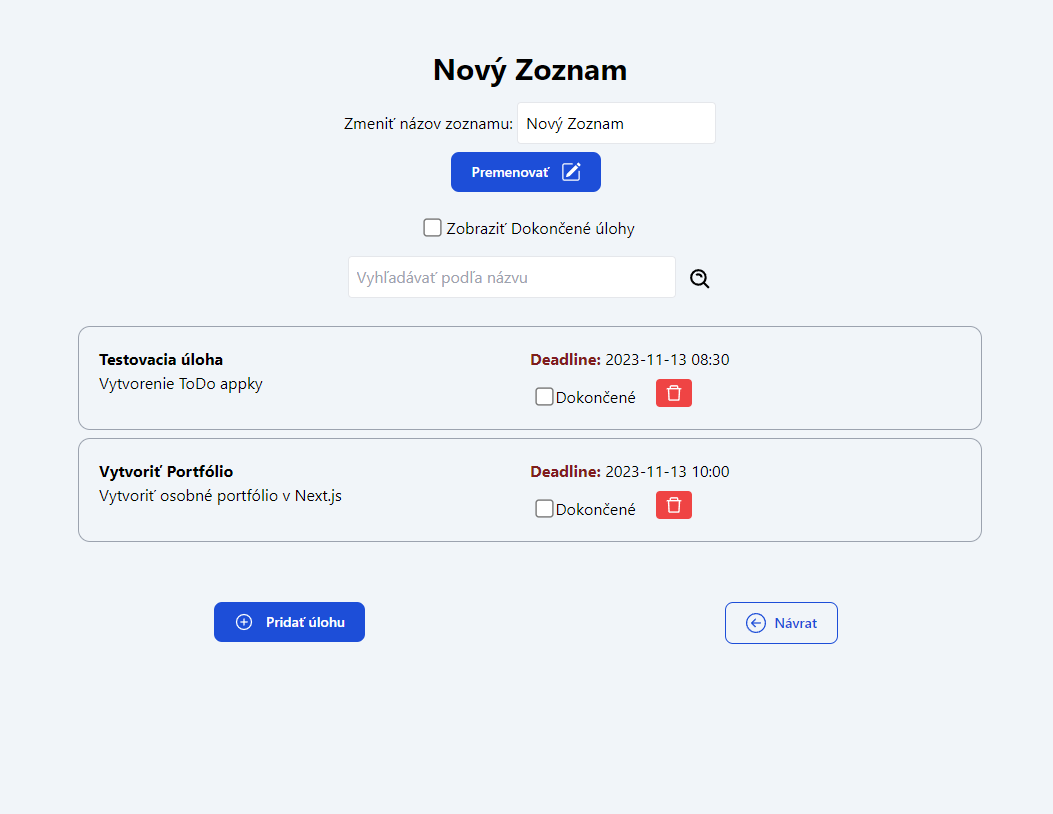 Nový Zoznam
Zmeniť názov zoznamu: Nový Zoznam
Premenovať
Zobraziť Dokončené úlohy
Vyhľadávať podľa názvu
Testovacia úloha
Deadline: 2023-11-13 08:30
Vytvorenie ToDo appky
Dokončené
Vytvoriť Portfólio
Deadline: 2023-11-13 10:00
Vytvoriť osobné portfólio v Next.js
Dokončené
Pridať úlohu
Návrat